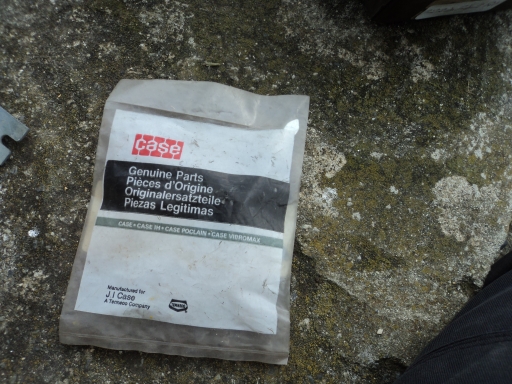 case
Genuine Parts
Pièces d'Origine
Originalersatzteile
Piezas Legítimas
CASE • CASE IH • CASE POCLAIN • CASE VIBROMAX
Manufactured for
J I Case
A Tenneco Company